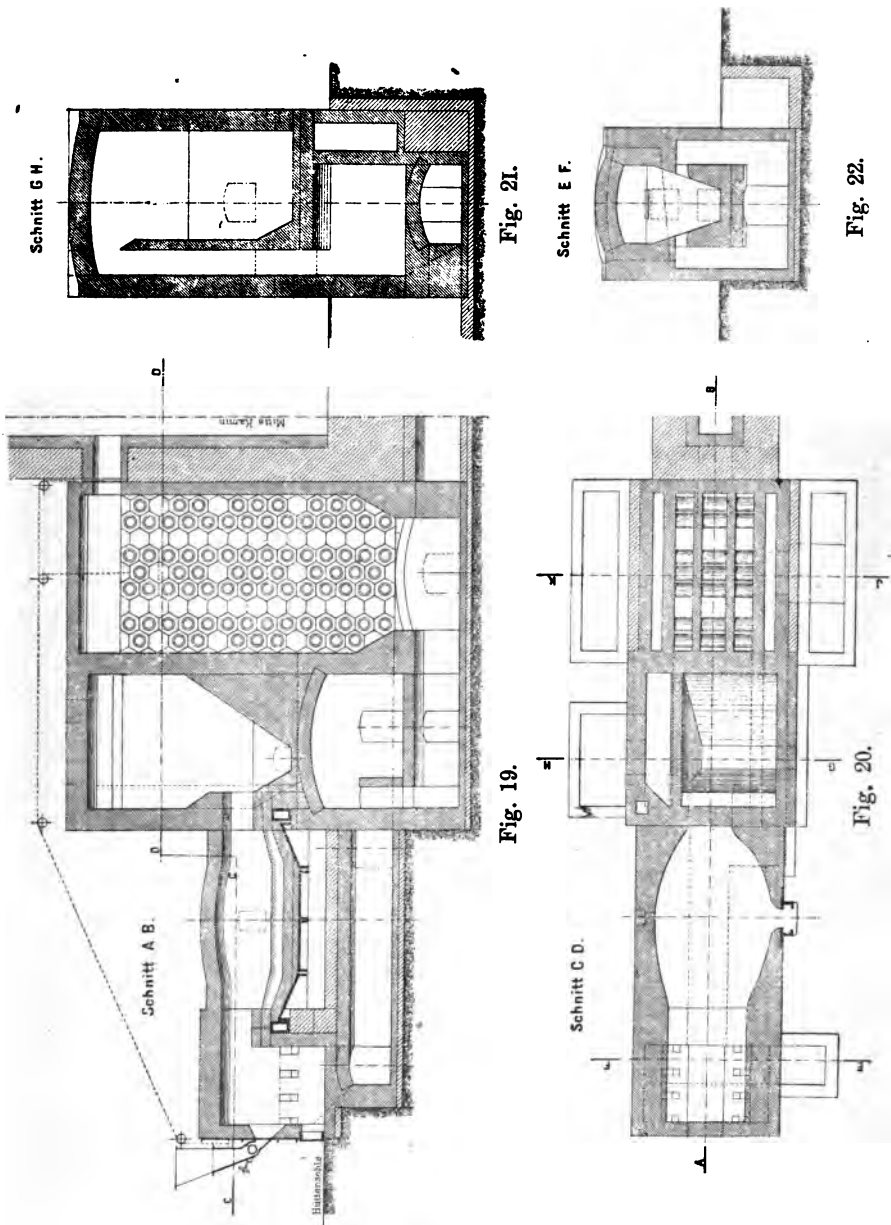 Schnitt G H.
Fig. 21.
Schnitt E F.
Fig. 22.
D
Mitte Kamin
Schnitt A B.
D
C
C
Hüttensohle
Fig. 19.
B
Schnitt C D.
A
Fig. 20.